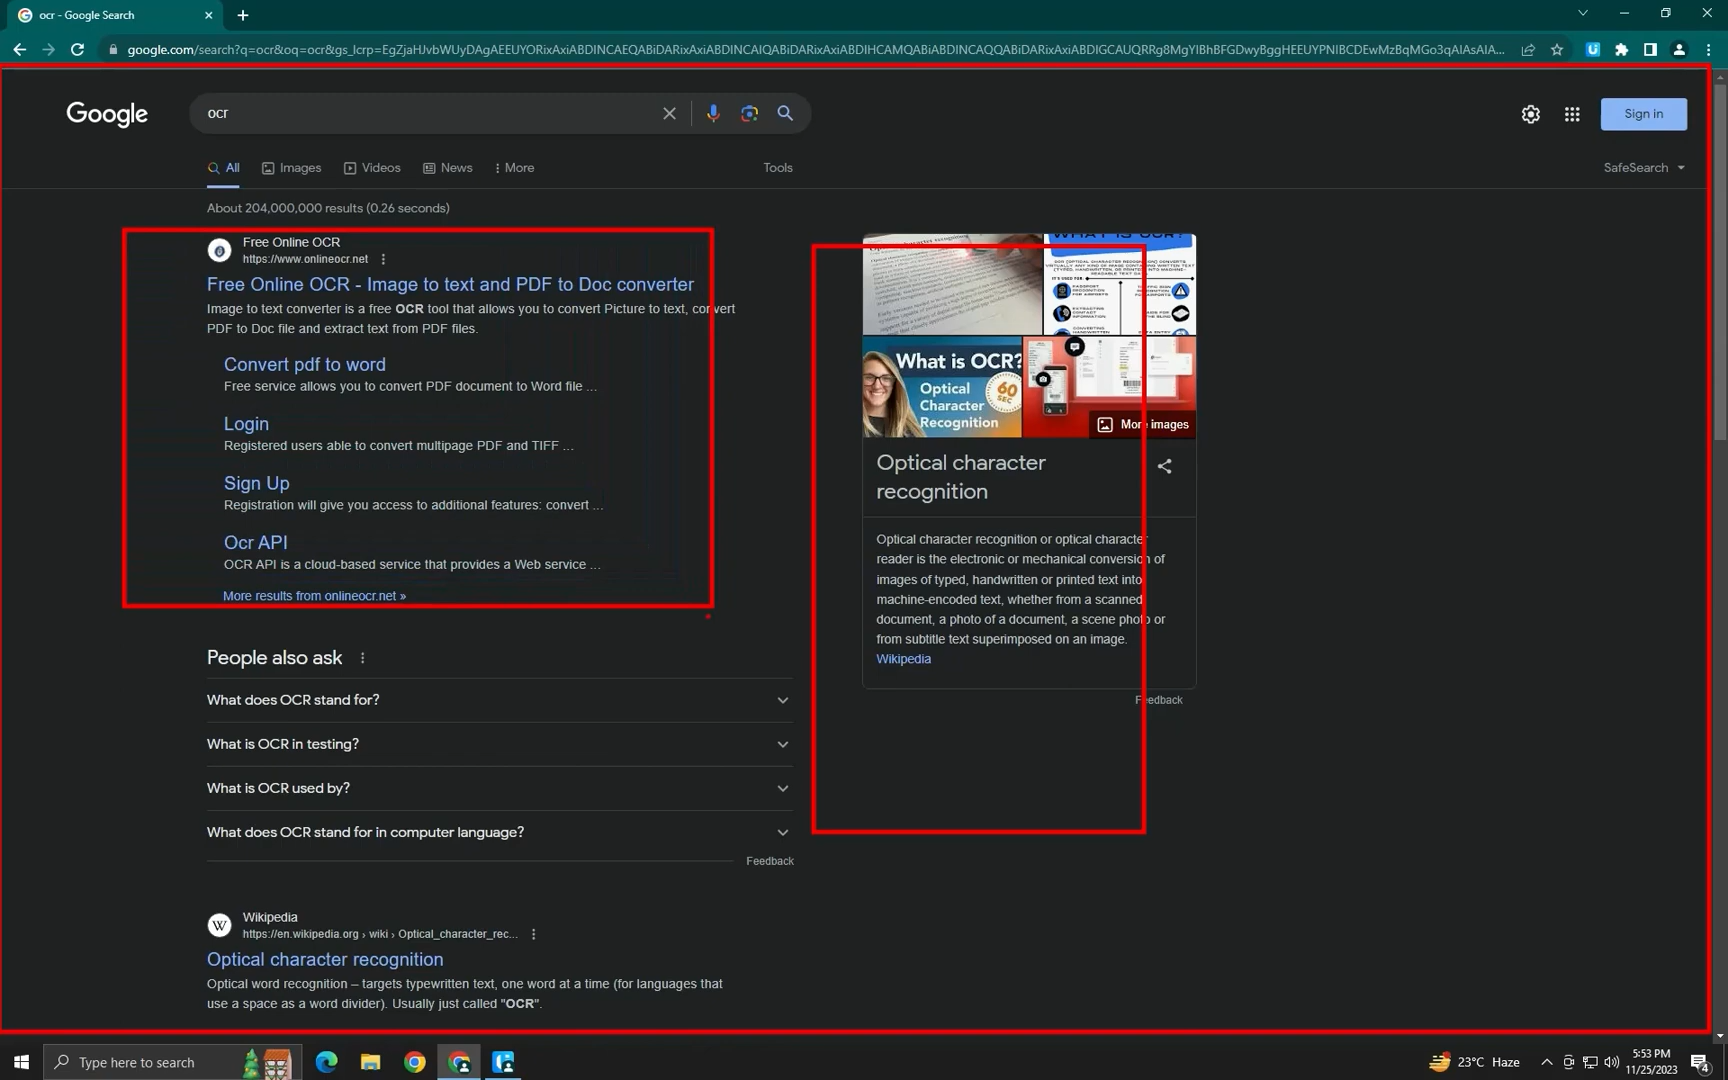 ocr - Google Search
google.com/search?q=ocr&oq=ocr&gs_lcrp=
Google
ocr
Sign in
All
Images
Videos
News
More
Tools
SafeSearch
About 204,000,000 results (0.26 seconds)
Free Online OCR
https://www.onlineocr.net
Free Online OCR - Image to text and PDF to Doc converter
Image to text converter is a free OCR tool that allows you to convert Picture to text, convert
PDF to Doc file and extract text from PDF files.
Convert pdf to word
Free service allows you to convert PDF document to Word file ...
Login
Registered users able to convert multipage PDF and TIFF ...
Sign Up
Registration will give you access to additional features: convert ...
Ocr API
OCR API is a cloud-based service that provides a Web service ...
More results from onlineocr.net »
People also ask
What does OCR stand for?
What is OCR in testing?
What is OCR used by?
What does OCR stand for in computer language?
Feedback
Wikipedia
https://en.wikipedia.org › wiki › Optical_character_rec...
Optical character recognition
Optical word recognition – targets typewritten text, one word at a time (for languages that
use a space as a word divider). Usually just called "OCR".
WHAT IS OCR?
What is OCR?
Optical
Character
Recognition
60
SEC
More images
Optical character
recognition
Optical character recognition or optical character
reader is the electronic or mechanical conversion of
images of typed, handwritten or printed text into
machine-encoded text, whether from a scanned
document, a photo of a document, a scene photo or
from subtitle text superimposed on an image.
Wikipedia
Feedback
Type here to search
23°C Haze
5:53 PM
11/25/2023
4